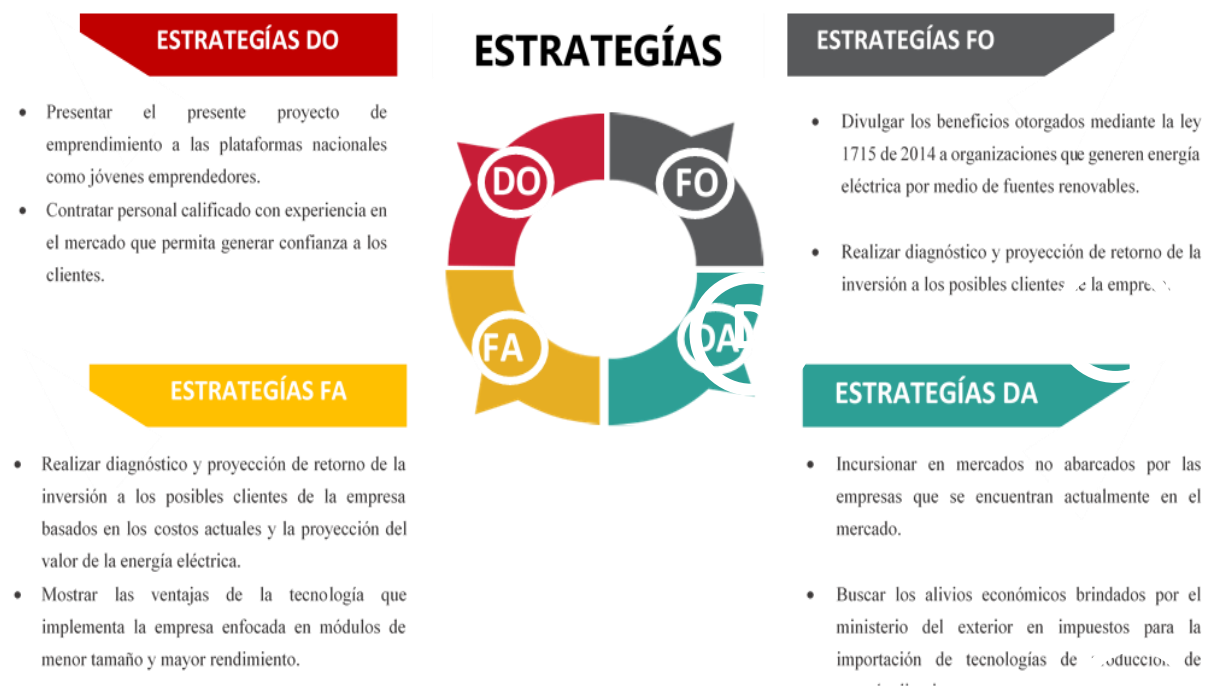 ESTRATEGÍAS DO
• Presentar el presente proyecto de
emprendimiento a las plataformas nacionales
como jóvenes emprendedores.
• Contratar personal calificado con experiencia en
el mercado que permita generar confianza a los
clientes.
ESTRATEGÍAS
DO
FO
FA
DA
ESTRATEGÍAS FO
• Divulgar los beneficios otorgados mediante la ley
1715 de 2014 a organizaciones que generen energía
eléctrica por medio de fuentes renovables.
• Realizar diagnóstico y proyección de retorno de la
inversión a los posibles clientes la
ESTRATEGÍAS FA
• Realizar diagnóstico y proyección de retorno de la
inversión a los posibles clientes de la empresa
basados en los costos actuales y la proyección del
valor de la energía eléctrica.
• Mostrar las ventajas de la tecnología que
implementa la empresa enfocada en módulos de
menor tamaño y mayor rendimiento.
ESTRATEGÍAS DA
• Incursionar en mercados no abarcados por las
empresas que se encuentran actualmente en el
mercado.
• Buscar los alivios económicos brindados por el
ministerio del exterior en impuestos para la
importación de tecnologías de de